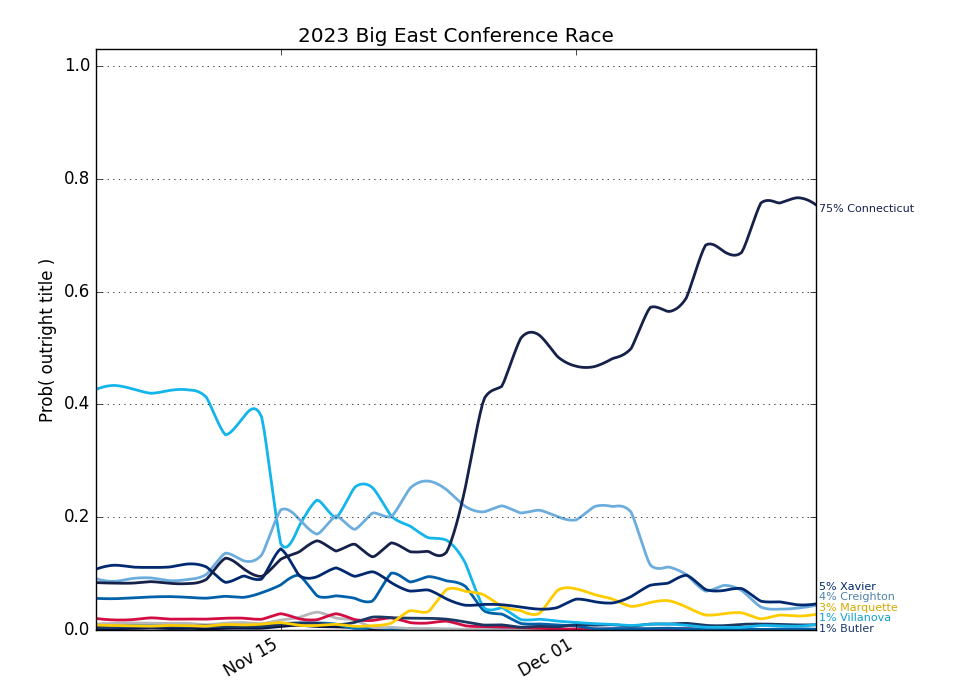 2023 Big East Conference Race
Prob( outright title )
1.0
0.8
0.6
0.4
0.2
0.0
Nov 15
Dec 01
75% Connecticut
5% Xavier
4% Creighton
3% Marquette
1% Villanova
1% Butler